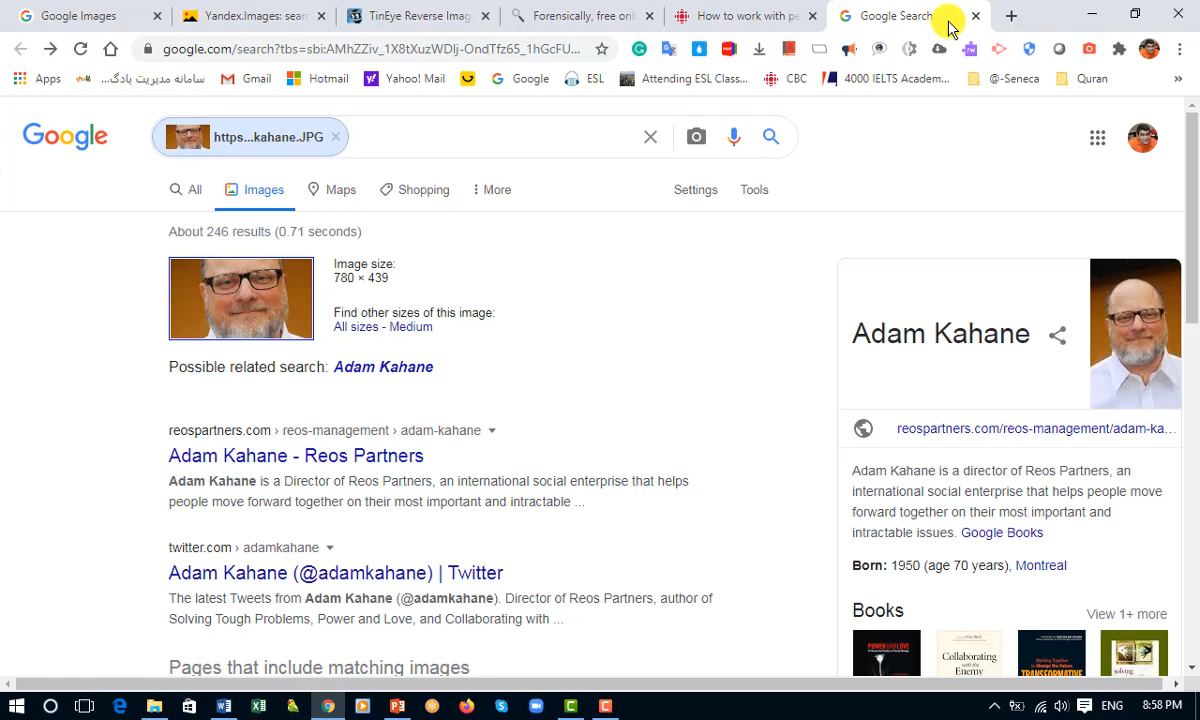 Google Images
Yandex.Images: sear
TinEye Reverse Imag
Forensically, free onl
How to work with pe
Google Search
google.com/search?tbs=sbi:AMhZZiv_1X8tXuzWDIj-OndTfz65_1hGcFU...
Apps
سامانه مدیریت یادگ...
Gmail
Hotmail
Yahoo! Mail
Google
ESL
Attending ESL Class...
CBC
4000 IELTS Academ...
@-Seneca
Quran
»
Google
https...kahane.JPG
All
Images
Maps
Shopping
More
Settings
Tools
About 246 results (0.71 seconds)
Image size:
780 × 439
Find other sizes of this image:
All sizes - Medium
Possible related search: Adam Kahane
reospartners.com › reos-management › adam-kahane
Adam Kahane - Reos Partners
Adam Kahane is a Director of Reos Partners, an international social enterprise that helps
people move forward together on their most important and intractable ...
twitter.com › adamkahane
Adam Kahane (@adamkahane) | Twitter
The latest Tweets from Adam Kahane (@adamkahane). Director of Reos Partners, author of
Solving Tough Problems, Power and Love, and Collaborating with ...
Pages that include matching images
Adam Kahane
reospartners.com/reos-management/adam-ka...
Adam Kahane is a director of Reos Partners, an
international social enterprise that helps people move
forward together on their most important and
intractable issues. Google Books
Born: 1950 (age 70 years), Montreal
Books
View 1+ more
POWER AND LOVE
Collaborating
with the
Enemy
TRANSFORMATIVE
solving
ENG
8:58 PM